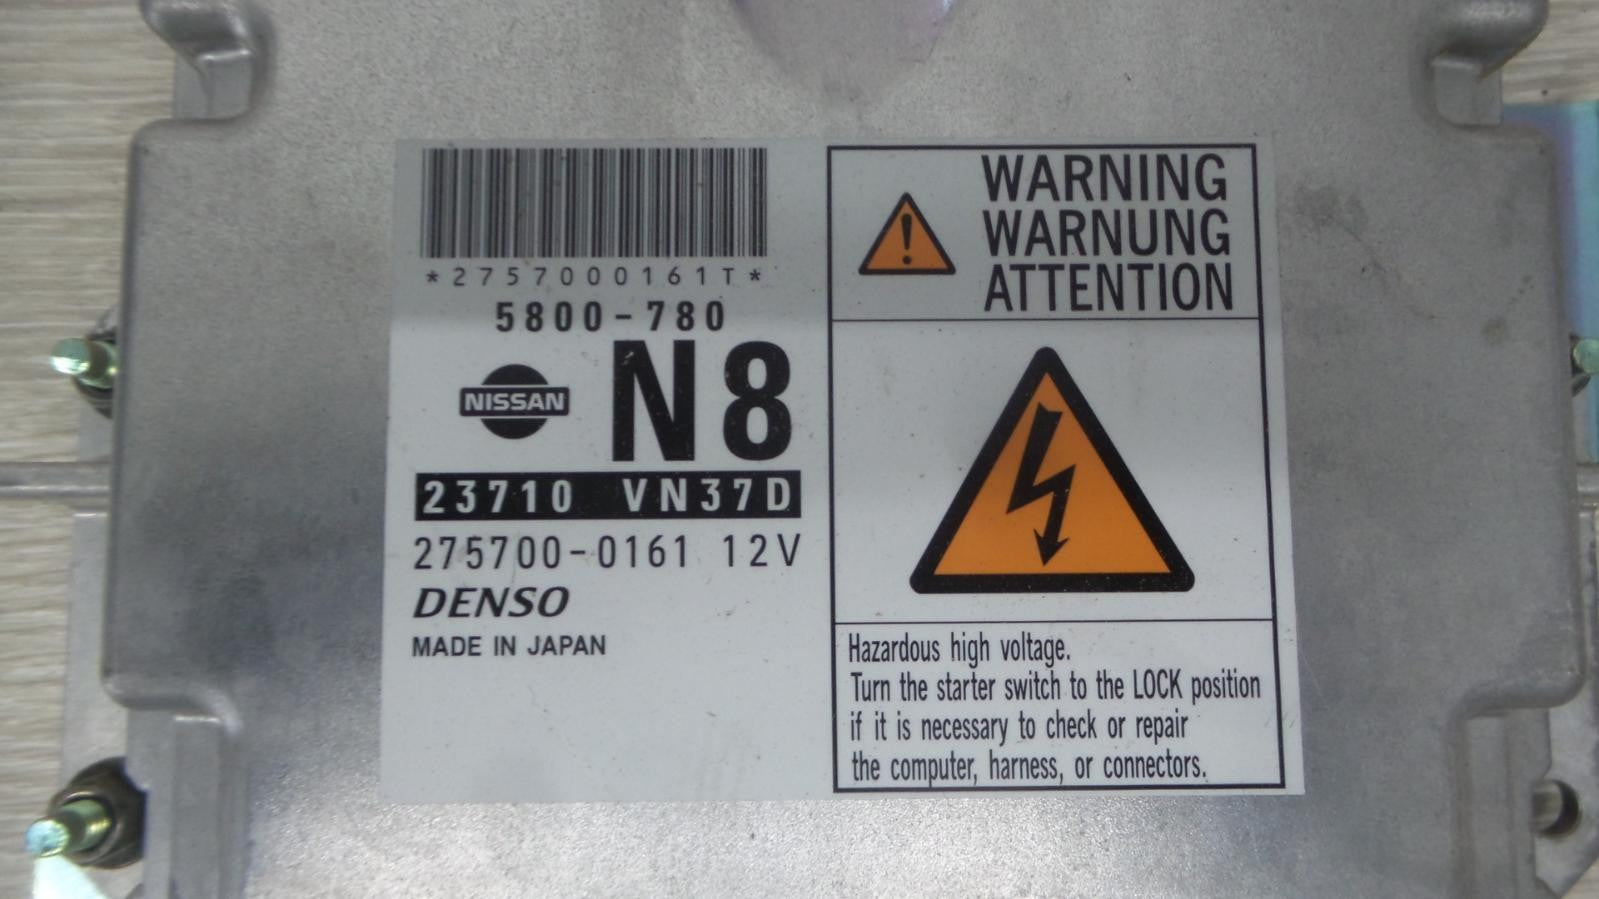 *2757000161T*
5800-780
NISSAN
N8
23710 VN37D
275700-0161 12V
DENSO
MADE IN JAPAN
WARNING
WARNUNG
ATTENTION
Hazardous high voltage.
Turn the starter switch to the LOCK position
if it is necessary to check or repair
the computer, harness, or connectors.